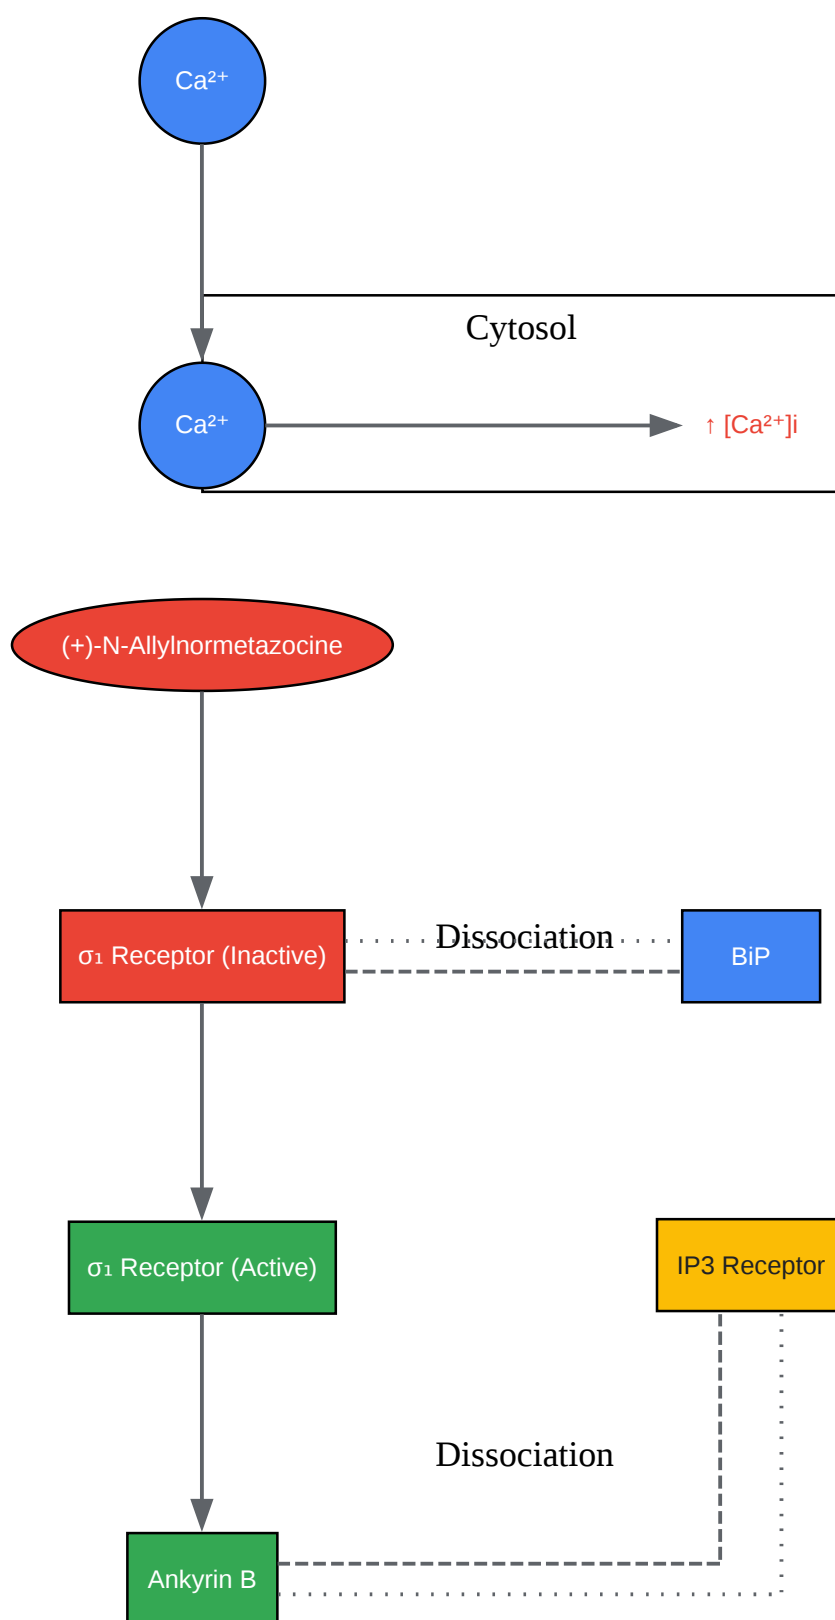 Ca²⁺
Cytosol
Ca²⁺
↑ [Ca²⁺]i
(+)-N-Allylnormetazocine
Dissociation
σ₁ Receptor (Inactive)
BiP
σ₁ Receptor (Active)
IP3 Receptor
Dissociation
Ankyrin B